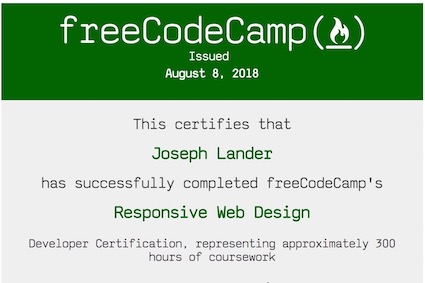 freeCodeCamp(🔥)
Issued
August 8, 2018
This certifies that
Joseph Lander
has successfully completed freeCodeCamp's
Responsive Web Design
Developer Certification, representing approximately 300
hours of coursework